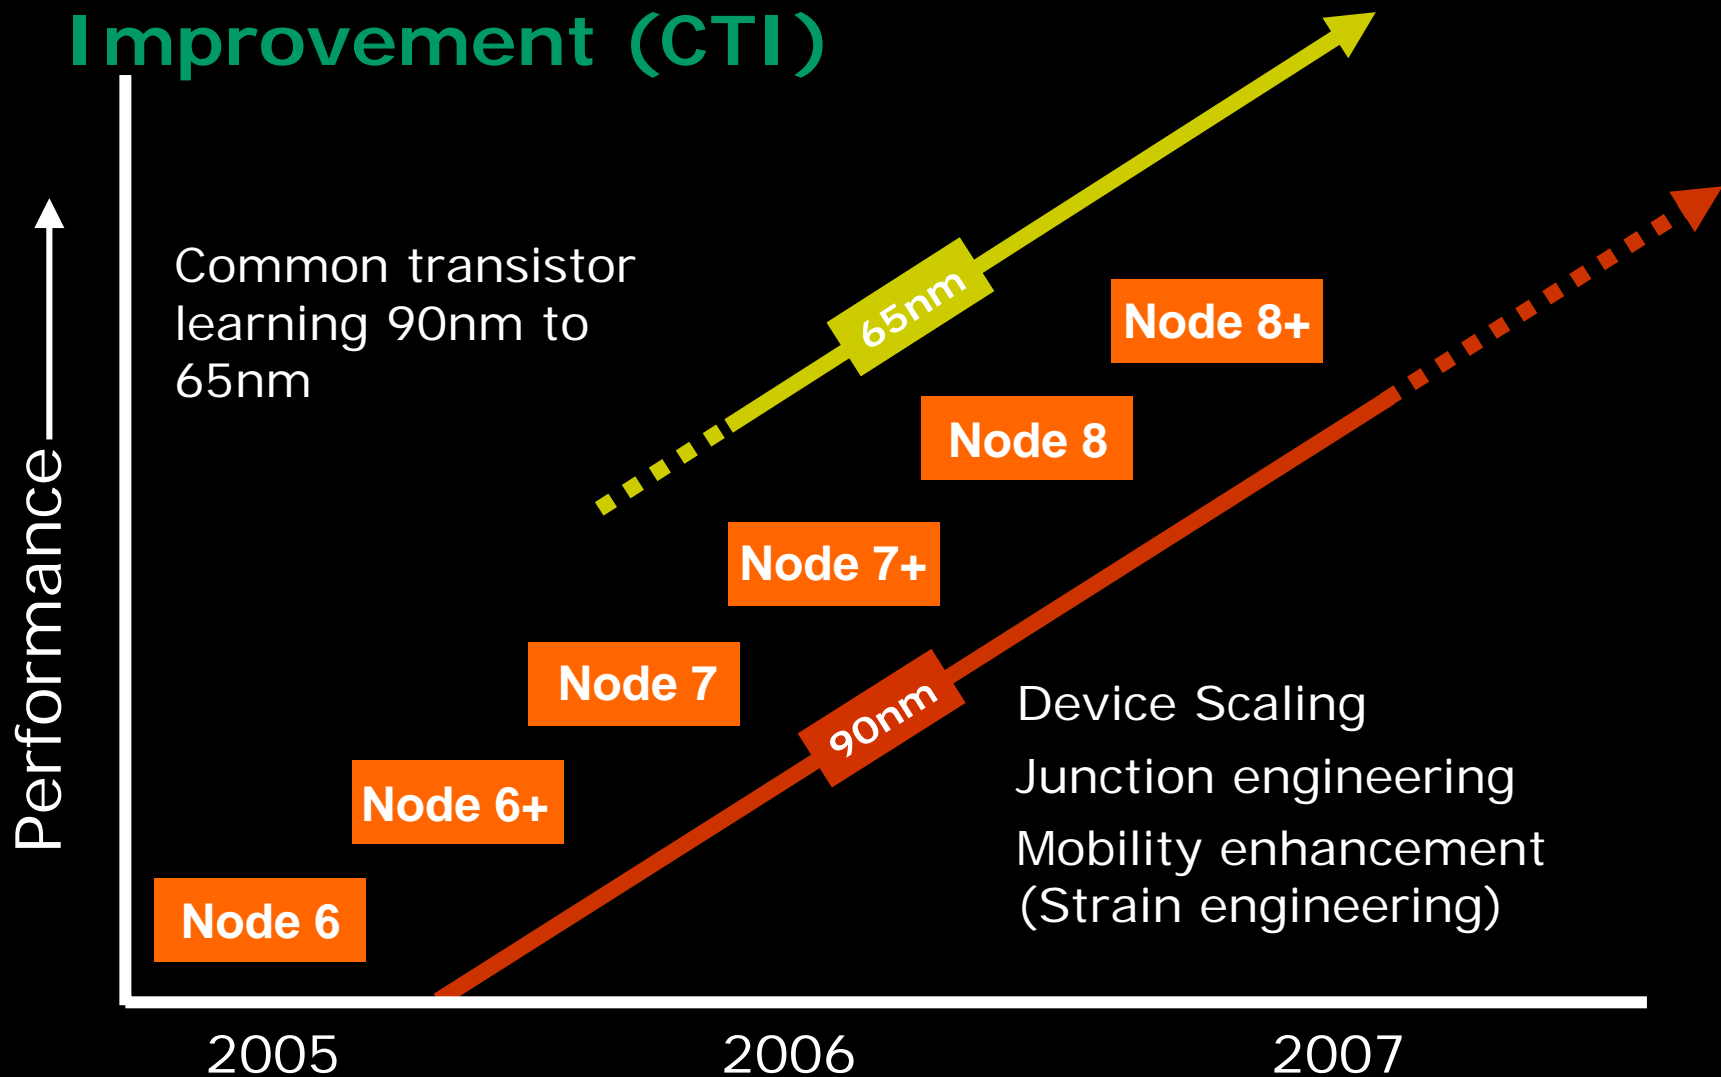 Improvement (CTI)
Common transistor
learning 90nm to
65nm
65nm
Node 8+
Node 8
Node 7+
Node 7
90nm
Node 6+
Node 6
Device Scaling
Junction engineering
Mobility enhancement
(Strain engineering)
Performance
2005
2006
2007